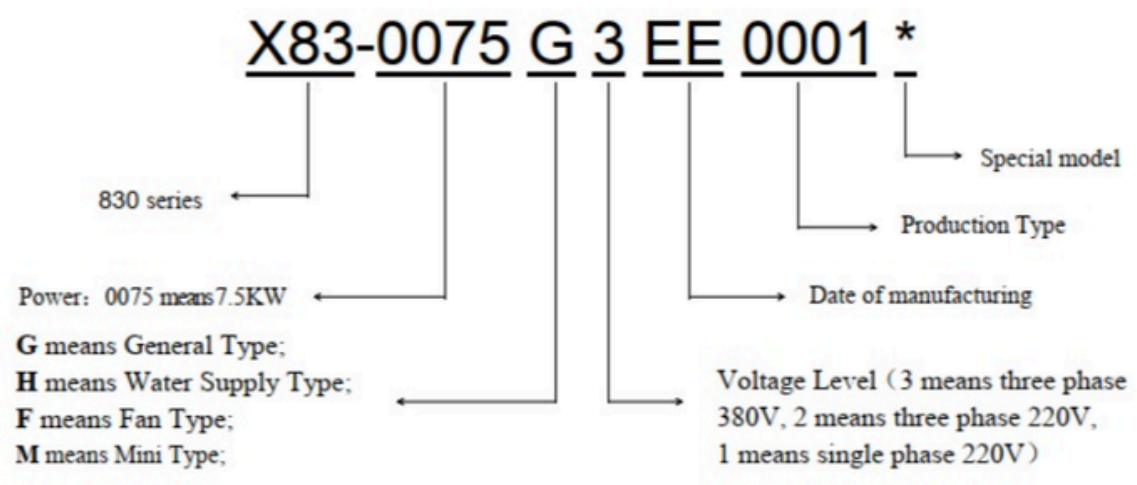 X83-0075 G 3 EE 0001 *
Special model
830 series
Production Type
Power：0075 means7.5KW
Date of manufacturing
G means General Type;
H means Water Supply Type;
F means Fan Type;
M means Mini Type;
Voltage Level（3 means three phase
380V, 2 means three phase 220V,
1 means single phase 220V）